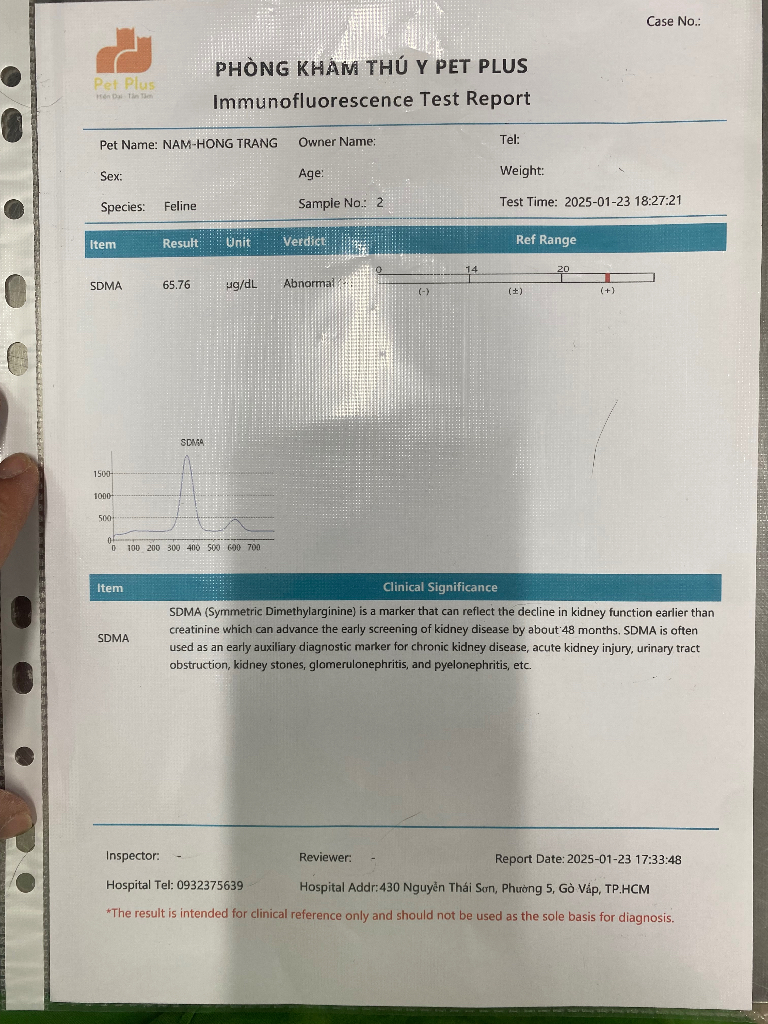 Case No.:
Pet Plus
PHÒNG KHÁM THÚ Y PET PLUS
Immunofluorescence Test Report
Pet Name: NAM-HONG TRANG Owner Name: Tel:
Sex: Age: Weight:
Species: Feline Sample No.: 2 Test Time: 2025-01-23 18:27:21
Item Result Unit Verdict Ref Range
0 14 20
SDMA 65.76 µg/dL Abnormal
(-) (±) (+)
SDMA
1500
1000
500
0
0 100 200 300 400 500 600 700
Item Clinical Significance
SDMA (Symmetric Dimethylarginine) is a marker that can reflect the decline in kidney function earlier than
creatinine which can advance the early screening of kidney disease by about 48 months. SDMA is often
SDMA
used as an early auxiliary diagnostic marker for chronic kidney disease, acute kidney injury, urinary tract
obstruction, kidney stones, glomerulonephritis, and pyelonephritis, etc.
Inspector: - Reviewer: - Report Date: 2025-01-23 17:33:48
Hospital Tel: 0932375639 Hospital Addr: 430 Nguyễn Thái Sơn, Phường 5, Gò Vấp, TP.HCM
*The result is intended for clinical reference only and should not be used as the sole basis for diagnosis.